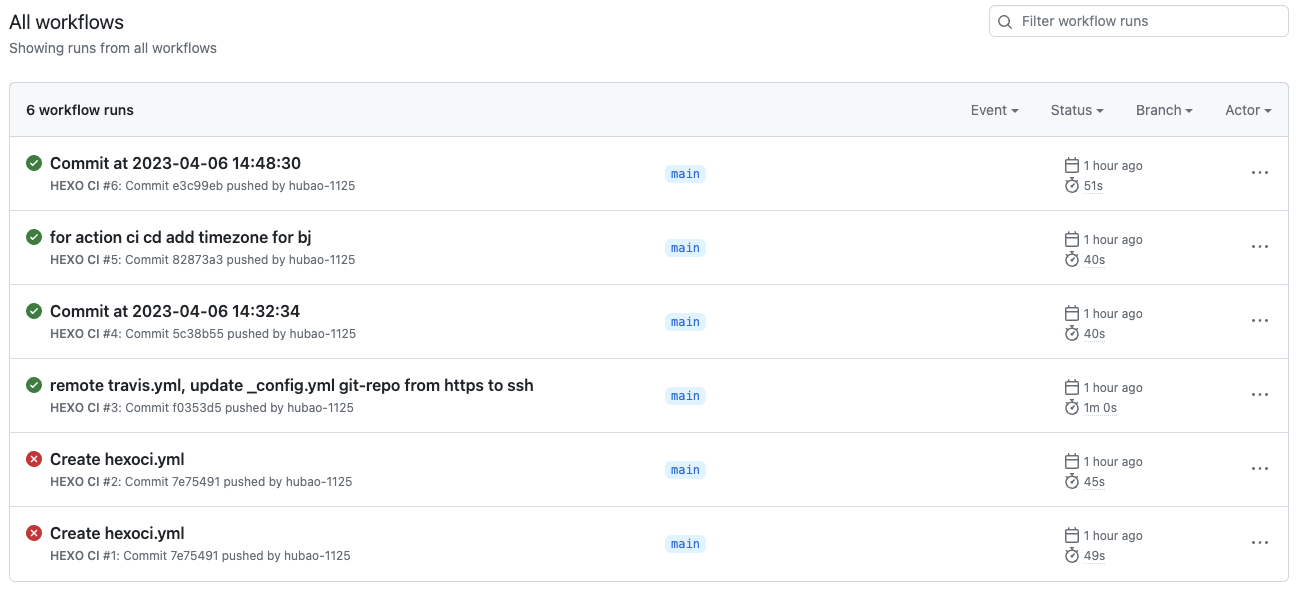 All workflows
Filter workflow runs
Showing runs from all workflows
6 workflow runs
Event
Status
Branch
Actor
Commit at 2023-04-06 14:48:30
HEXO CI #6: Commit e3c99eb pushed by hubao-1125
main
1 hour ago
51s
for action ci cd add timezone for bj
HEXO CI #5: Commit 82873a3 pushed by hubao-1125
main
1 hour ago
40s
Commit at 2023-04-06 14:32:34
HEXO CI #4: Commit 5c38b55 pushed by hubao-1125
main
1 hour ago
40s
remote travis.yml, update _config.yml git-repo from https to ssh
HEXO CI #3: Commit f0353d5 pushed by hubao-1125
main
1 hour ago
1m 0s
Create hexoci.yml
HEXO CI #2: Commit 7e75491 pushed by hubao-1125
main
1 hour ago
45s
Create hexoci.yml
HEXO CI #1: Commit 7e75491 pushed by hubao-1125
main
1 hour ago
49s